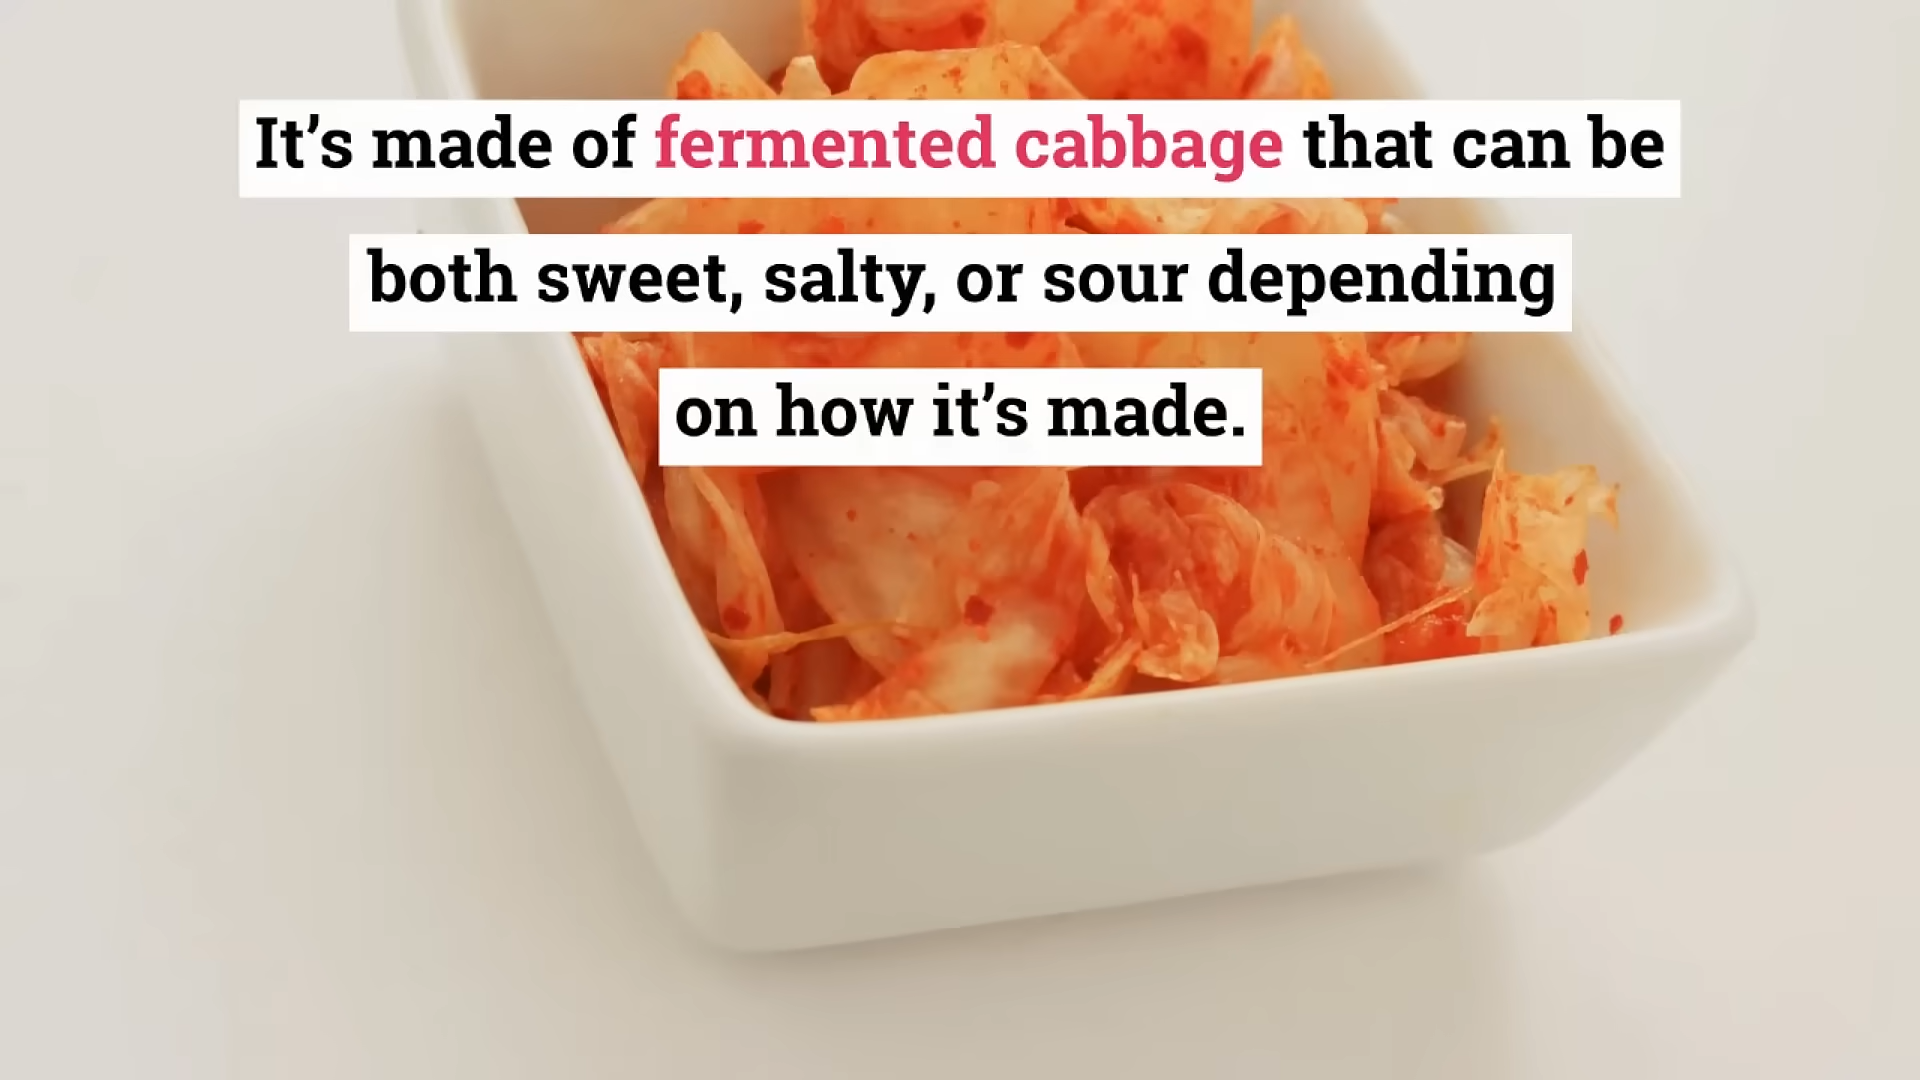 It’s made of fermented cabbage that can be
both sweet, salty, or sour depending
on how it’s made.